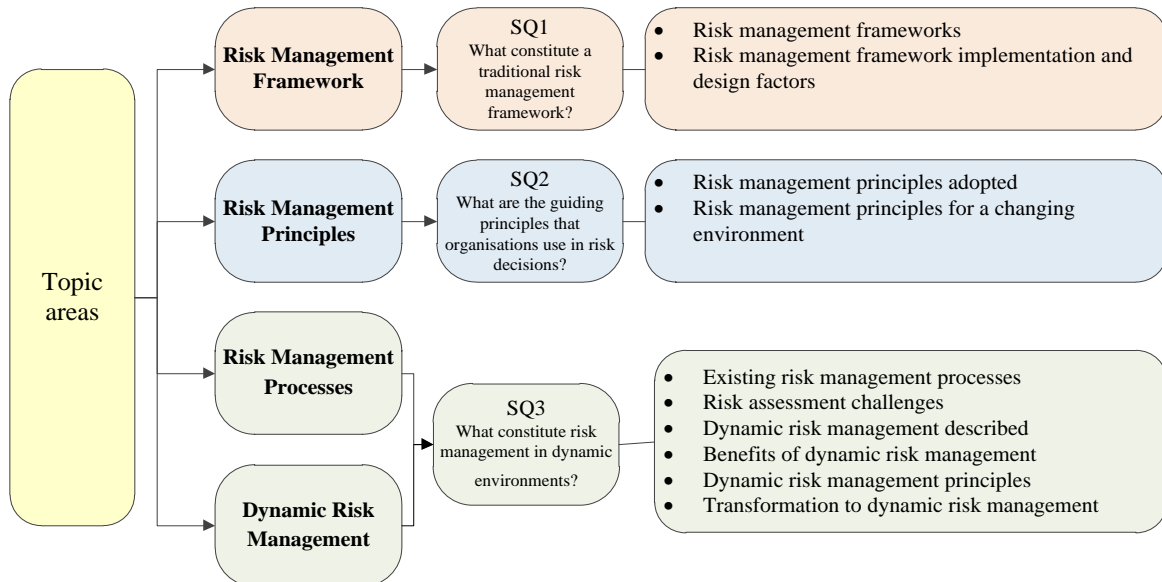 Topic
areas
Risk Management
Framework
SQ1
What constitute a
traditional risk
management
framework?
• Risk management frameworks
• Risk management framework implementation and
design factors
Risk Management
Principles
SQ2
What are the guiding
principles that
organisations use in risk
decisions?
• Risk management principles adopted
• Risk management principles for a changing
environment
Risk Management
Processes
Dynamic Risk
Management
SQ3
What constitute risk
management in dynamic
environments?
• Existing risk management processes
• Risk assessment challenges
• Dynamic risk management described
• Benefits of dynamic risk management
• Dynamic risk management principles
• Transformation to dynamic risk management